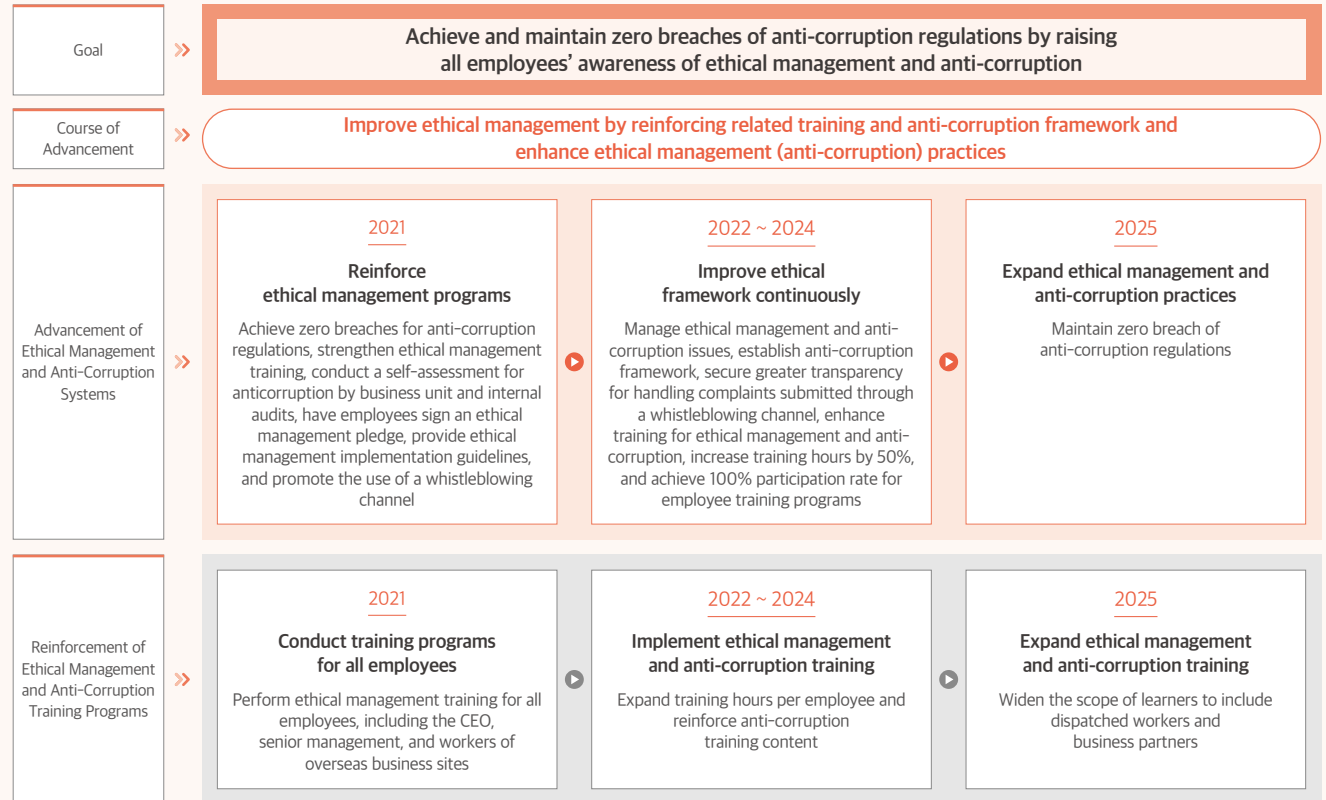 Goal
Achieve and maintain zero breaches of anti-corruption regulations by raising
all employees’ awareness of ethical management and anti-corruption
Course of
Advancement
Improve ethical management by reinforcing related training and anti-corruption framework and
enhance ethical management (anti-corruption) practices
Advancement of
Ethical Management
and Anti-Corruption
Systems
2021
Reinforce
ethical management programs
Achieve zero breaches for anti-corruption
regulations, strengthen ethical management
training, conduct a self-assessment for
anticorruption by business unit and internal
audits, have employees sign an ethical
management pledge, provide ethical
management implementation guidelines,
and promote the use of a whistleblowing
channel
2022 ~ 2024
Improve ethical
framework continuously
Manage ethical management and anti-
corruption issues, establish anti-corruption
framework, secure greater transparency
for handling complaints submitted through
a whistleblowing channel, enhance
training for ethical management and anti-
corruption, increase training hours by 50%,
and achieve 100% participation rate for
employee training programs
2025
Expand ethical management and
anti-corruption practices
Maintain zero breach of
anti-corruption regulations
Reinforcement of
Ethical Management
and Anti-Corruption
Training Programs
2021
Conduct training programs
for all employees
Perform ethical management training for all
employees, including the CEO,
senior management, and workers of
overseas business sites
2022 ~ 2024
Implement ethical management
and anti-corruption training
Expand training hours per employee and
reinforce anti-corruption
training content
2025
Expand ethical management
and anti-corruption training
Widen the scope of learners to include
dispatched workers and
business partners